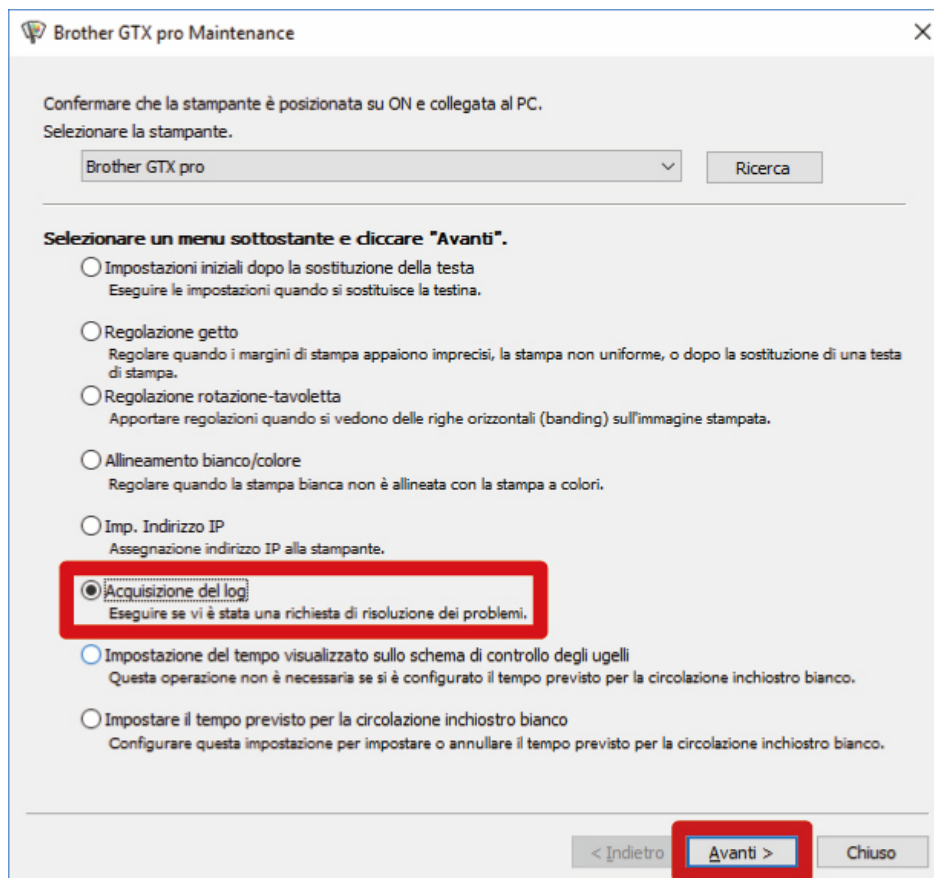 Brother GTX pro Maintenance
Confermare che la stampante è posizionata su ON e collegata al PC.
Selezionare la stampante.
Brother GTX pro
Ricerca
Selezionare un menu sottostante e cliccare "Avanti".
Impostazioni iniziali dopo la sostituzione della testa
Eseguire le impostazioni quando si sostituisce la testina.
Regolazione getto
Regolare quando i margini di stampa appaiono imprecisi, la stampa non uniforme, o dopo la sostituzione di una testa
di stampa.
Regolazione rotazione-tavoletta
Apportare regolazioni quando si vedono delle righe orizzontali (banding) sull'immagine stampata.
Allineamento bianco/colore
Regolare quando la stampa bianca non è allineata con la stampa a colori.
Imp. Indirizzo IP
Assegnazione indirizzo IP alla stampante.
Acquisizione del log
Eseguire se vi è stata una richiesta di risoluzione dei problemi.
Impostazione del tempo visualizzato sullo schema di controllo degli ugelli
Questa operazione non è necessaria se si è configurato il tempo previsto per la circolazione inchiostro bianco.
Impostare il tempo previsto per la circolazione inchiostro bianco
Configurare questa impostazione per impostare o annullare il tempo previsto per la circolazione inchiostro bianco.
< Indietro
Avanti >
Chiuso